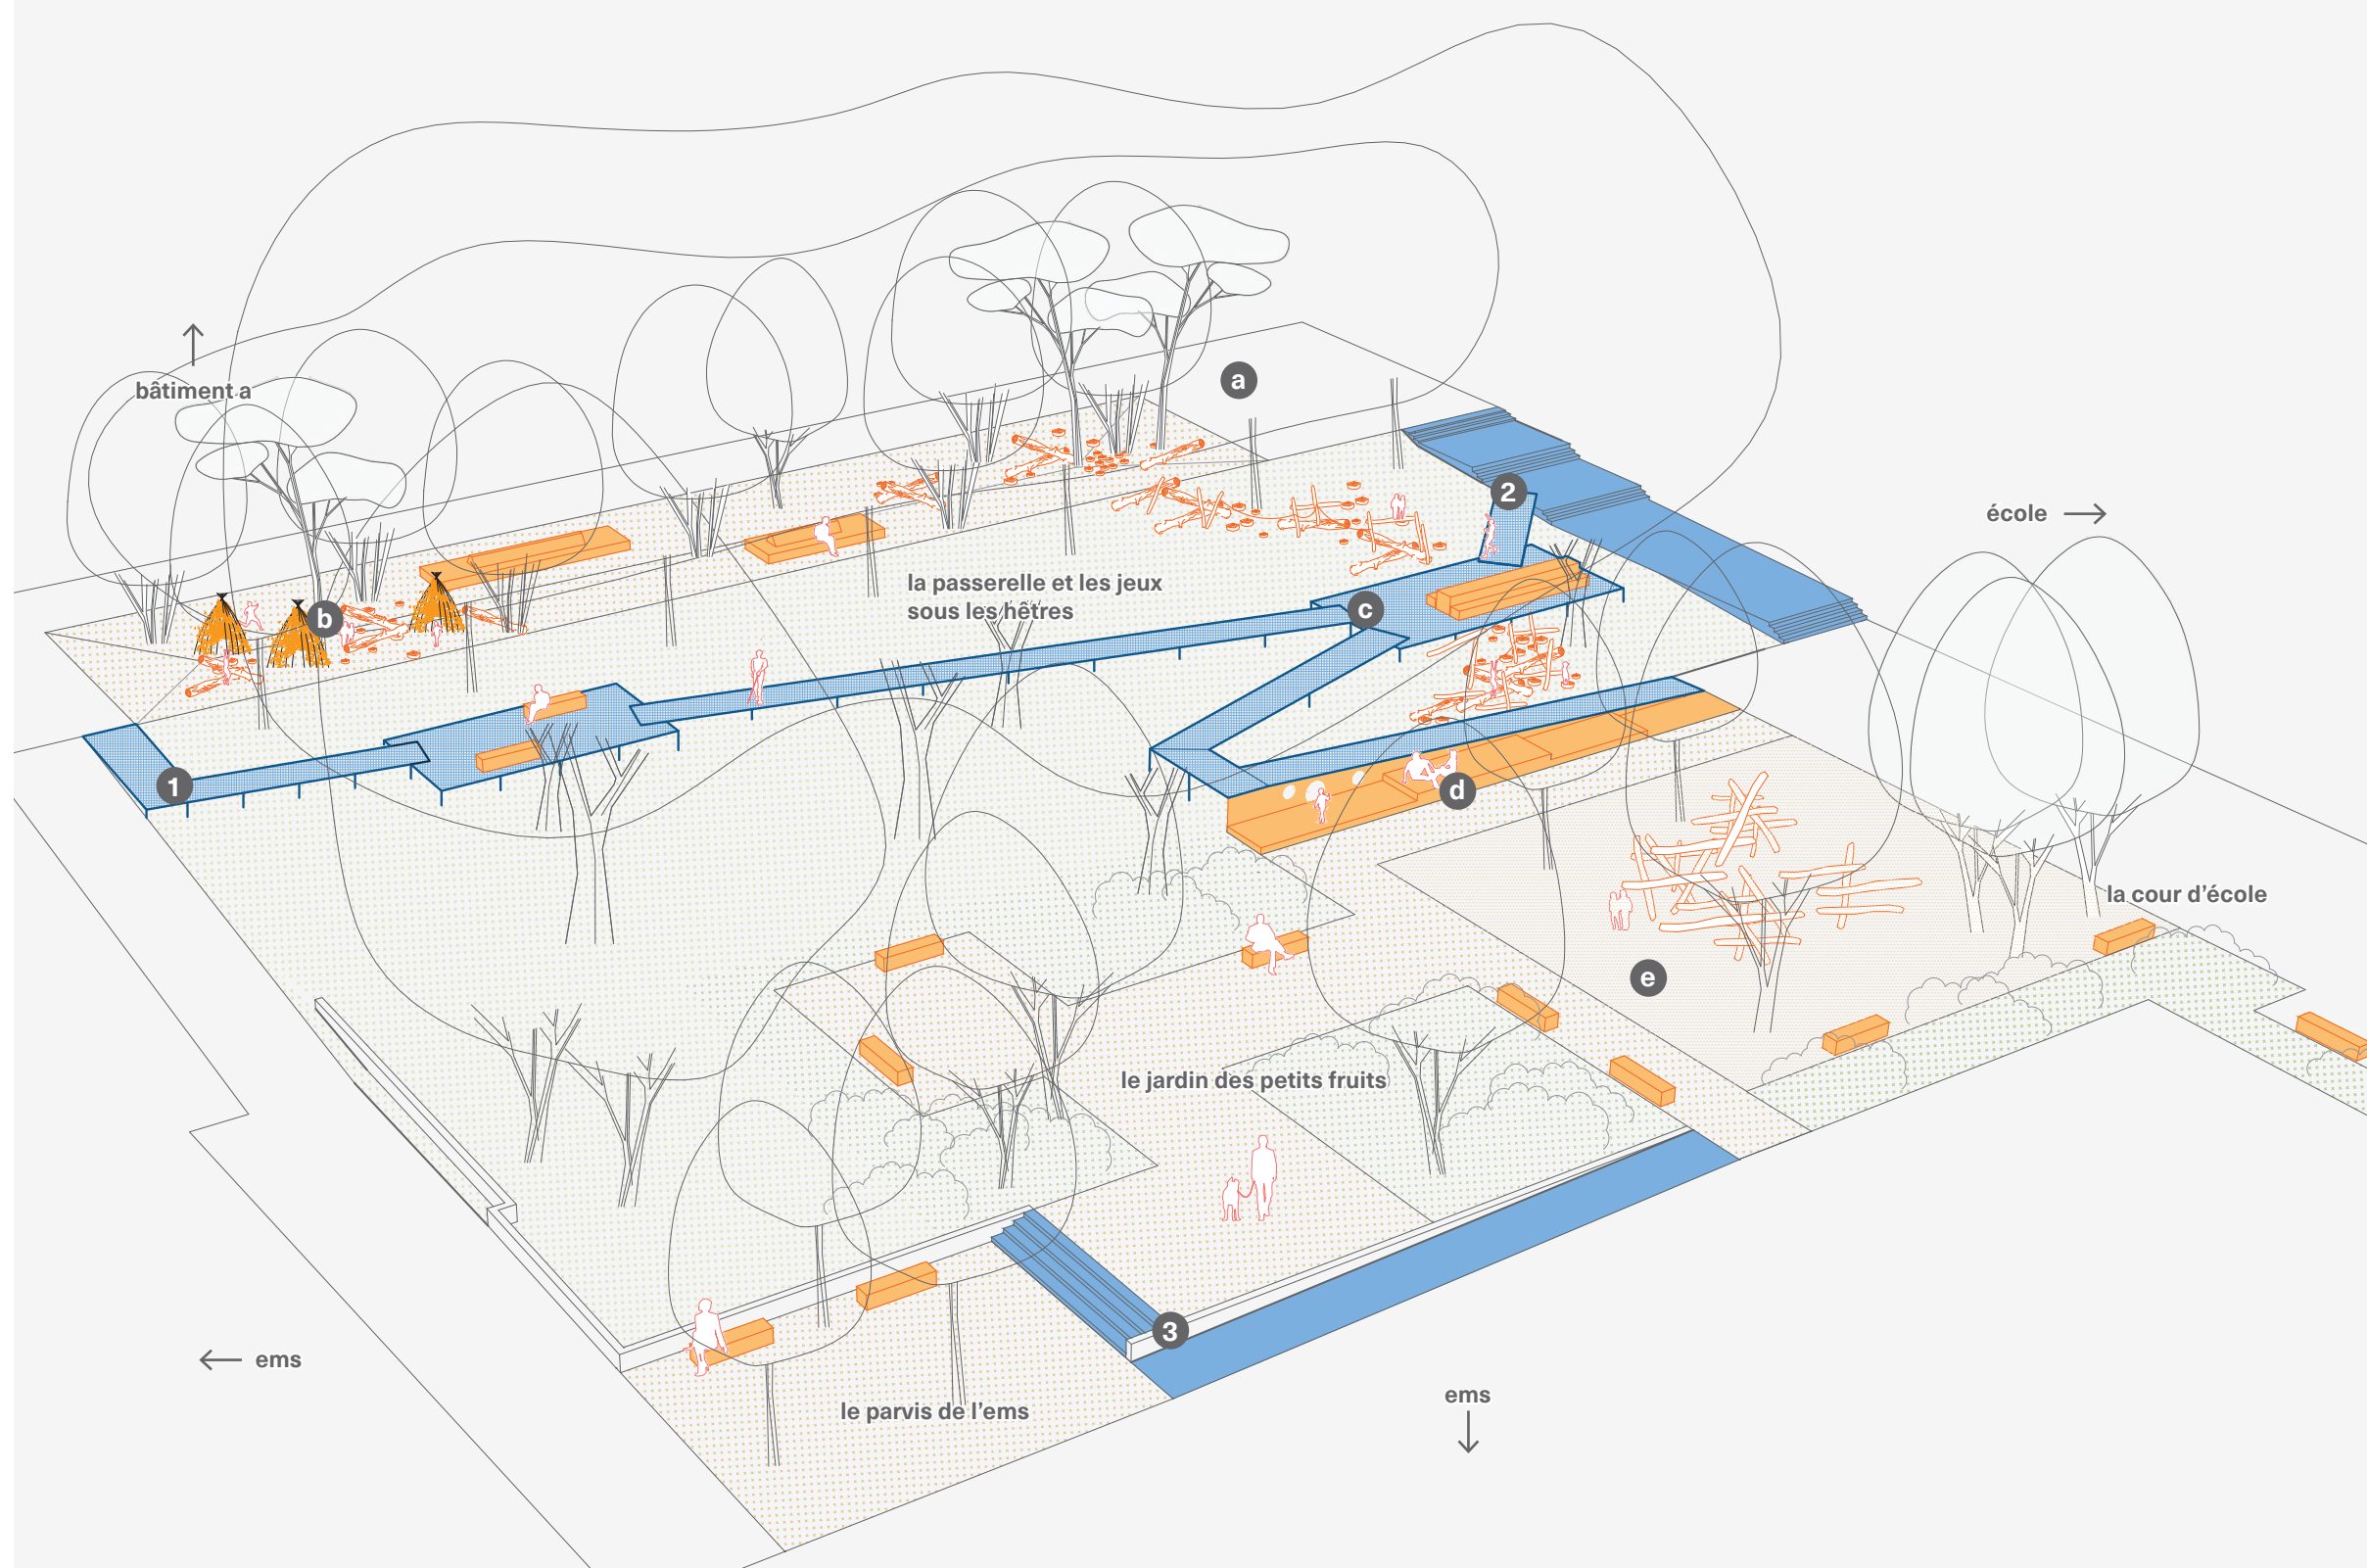 a
bâtiment a
2
école
la passerelle et les jeux
sous les hêtres
b
c
1
d
la cour d’école
e
le jardin des petits fruits
3
ems
ems
le parvis de l’ems